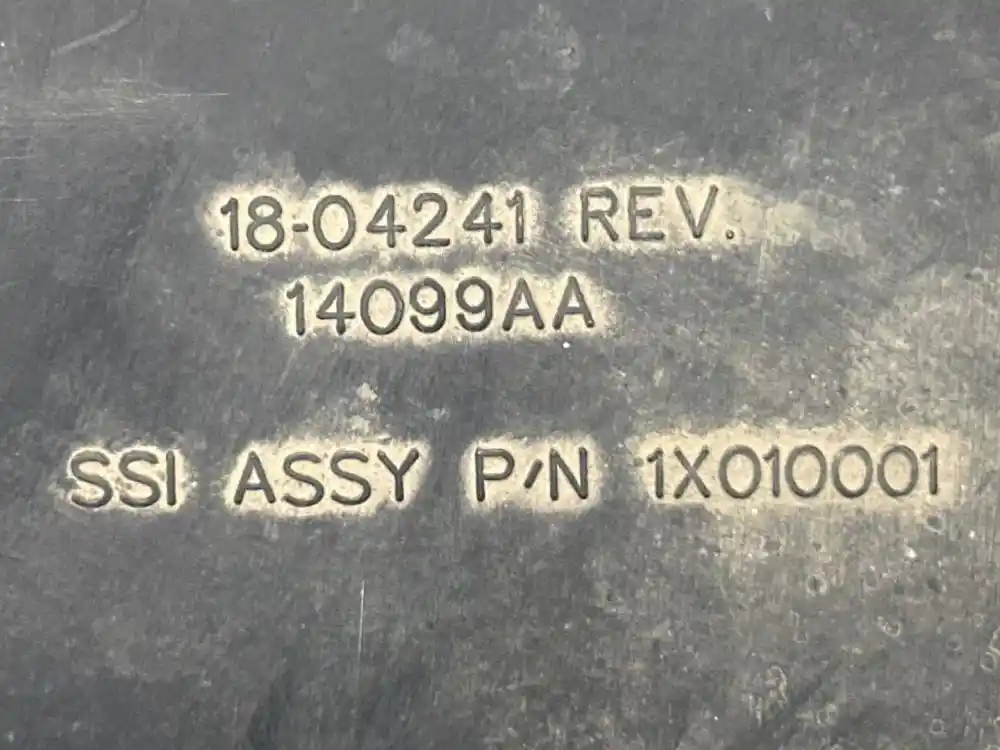 18-04241 REV.
14099AA
SSI ASSY P/N 1X010001